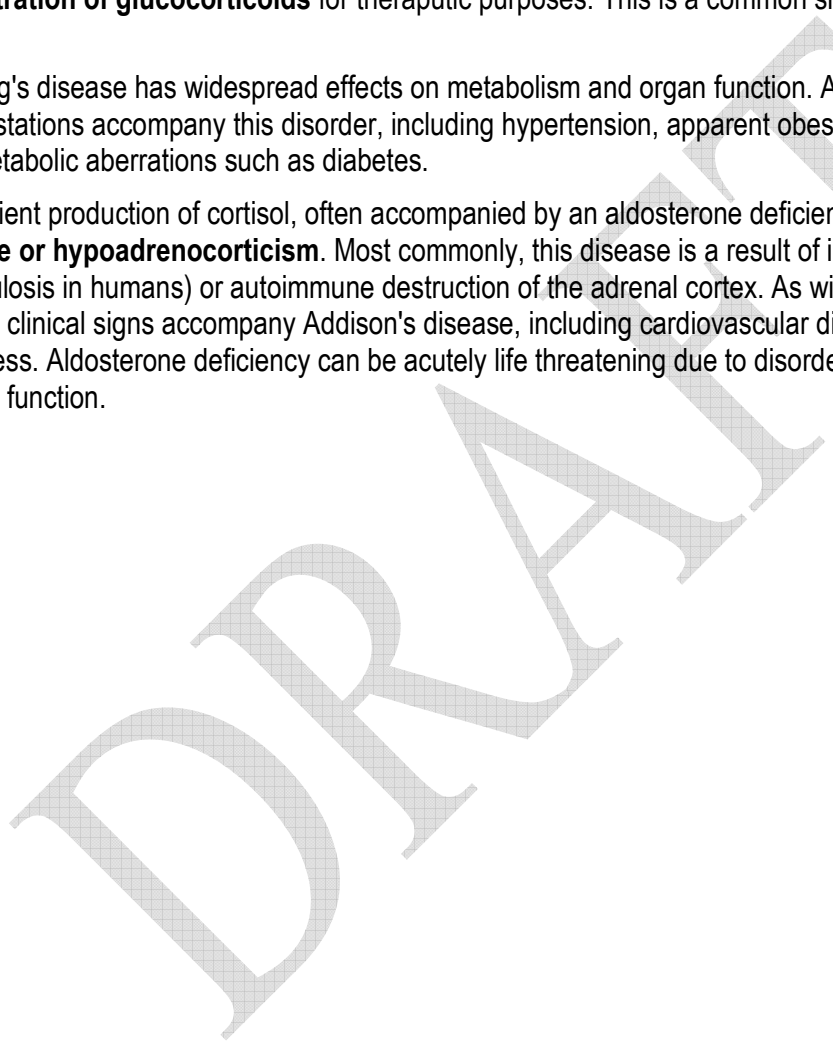 tration of glucocorticoids for theraputic purposes. This is a common si
g's disease has widespread effects on metabolism and organ function. A
stations accompany this disorder, including hypertension, apparent obes
etabolic aberrations such as diabetes.
ient production of cortisol, often accompanied by an aldosterone deficien
e or hypoadrenocorticism. Most commonly, this disease is a result of i
ulosis in humans) or autoimmune destruction of the adrenal cortex. As wi
clinical signs accompany Addison's disease, including cardiovascular di
ess. Aldosterone deficiency can be acutely life threatening due to disorde
function.
DRAFT